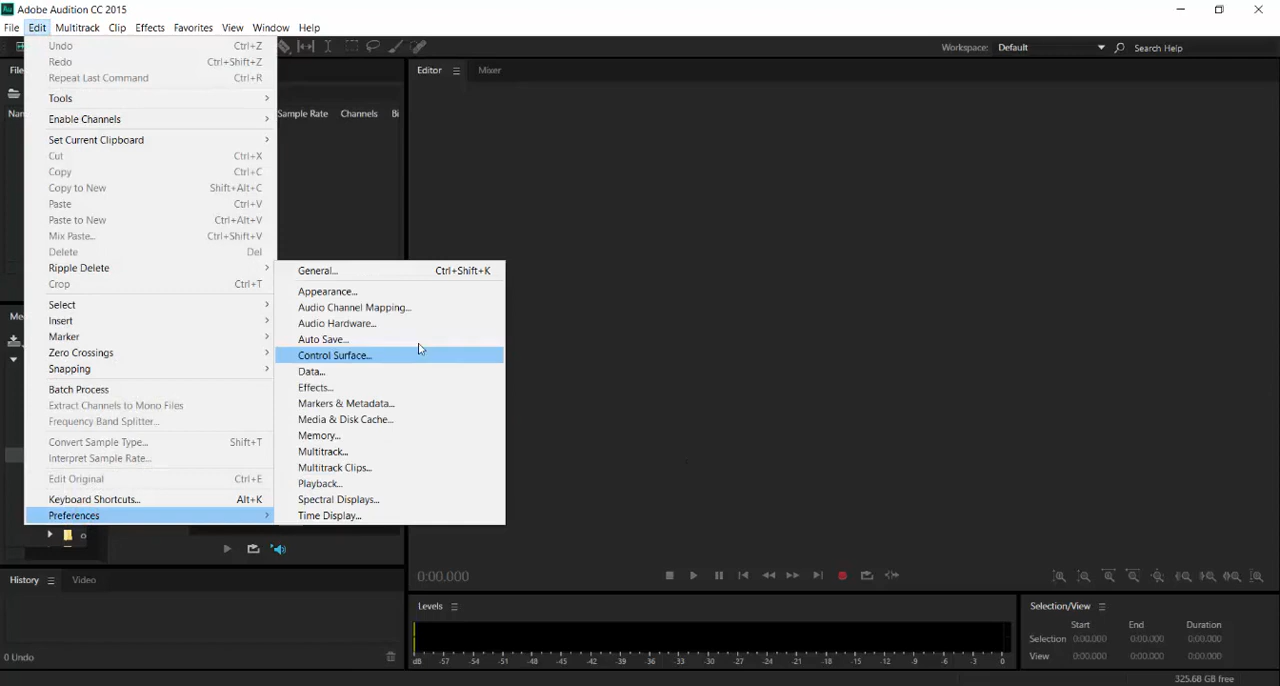 Au Adobe Audition CC 2015
File Edit Multitrack Clip Effects Favorites View Window Help
Workspace: Default Search Help
Undo Ctrl+Z
Redo Ctrl+Shift+Z
Repeat Last Command Ctrl+R
Tools
Enable Channels
Set Current Clipboard
Cut Ctrl+X
Copy Ctrl+C
Copy to New Shift+Alt+C
Paste Ctrl+V
Paste to New Ctrl+Alt+V
Mix Paste... Ctrl+Shift+V
Delete Del
Ripple Delete
Crop Ctrl+T
Select
Insert
Marker
Zero Crossings
Snapping
Batch Process
Extract Channels to Mono Files
Frequency Band Splitter...
Convert Sample Type... Shift+T
Interpret Sample Rate...
Edit Original Ctrl+E
Keyboard Shortcuts... Alt+K
Preferences
General... Ctrl+Shift+K
Appearance...
Audio Channel Mapping...
Audio Hardware...
Auto Save...
Control Surface...
Data...
Effects...
Markers & Metadata...
Media & Disk Cache...
Memory...
Multitrack...
Multitrack Clips...
Playback...
Spectral Displays...
Time Display...
File
Nam Sample Rate Channels Bi
Me
Editor Mixer
0:00.000
History Video
0 Undo
Levels
dB -57 -54 -51 -48 -45 -42 -39 -36 -33 -30 -27 -24 -21 -18 -15 -12 -9 -6 -3 0
Selection/View
Start End Duration
Selection 0:00.000 0:00.000 0:00.000
View 0:00.000 0:00.000 0:00.000
325.68 GB free